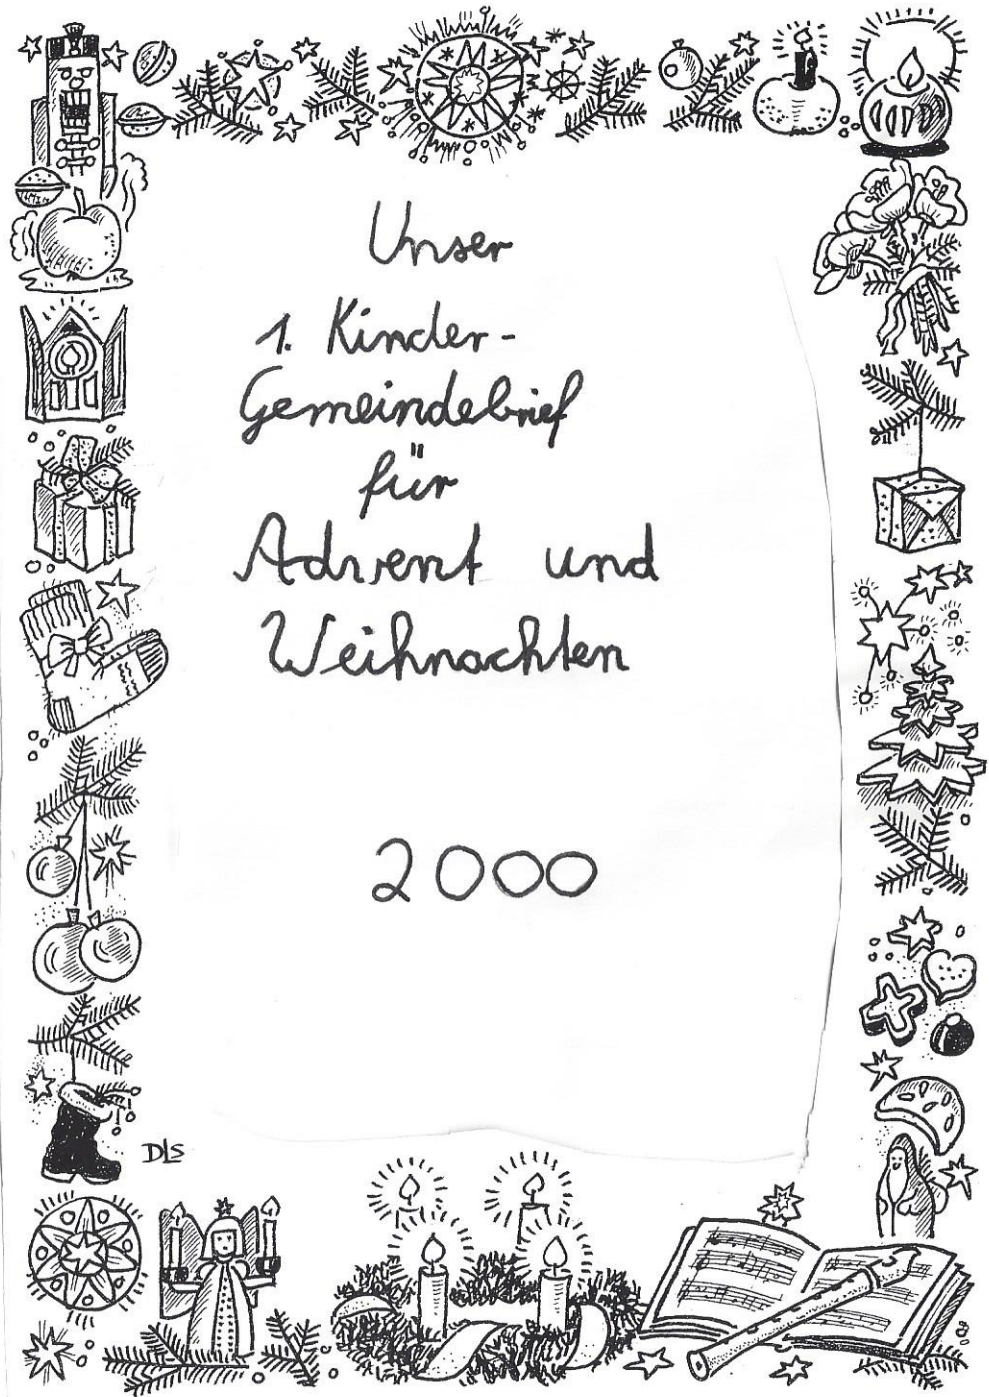 Unser
1. Kinder-
Gemeindebrief
für
Advent und
Weihnachten
2000
DLS